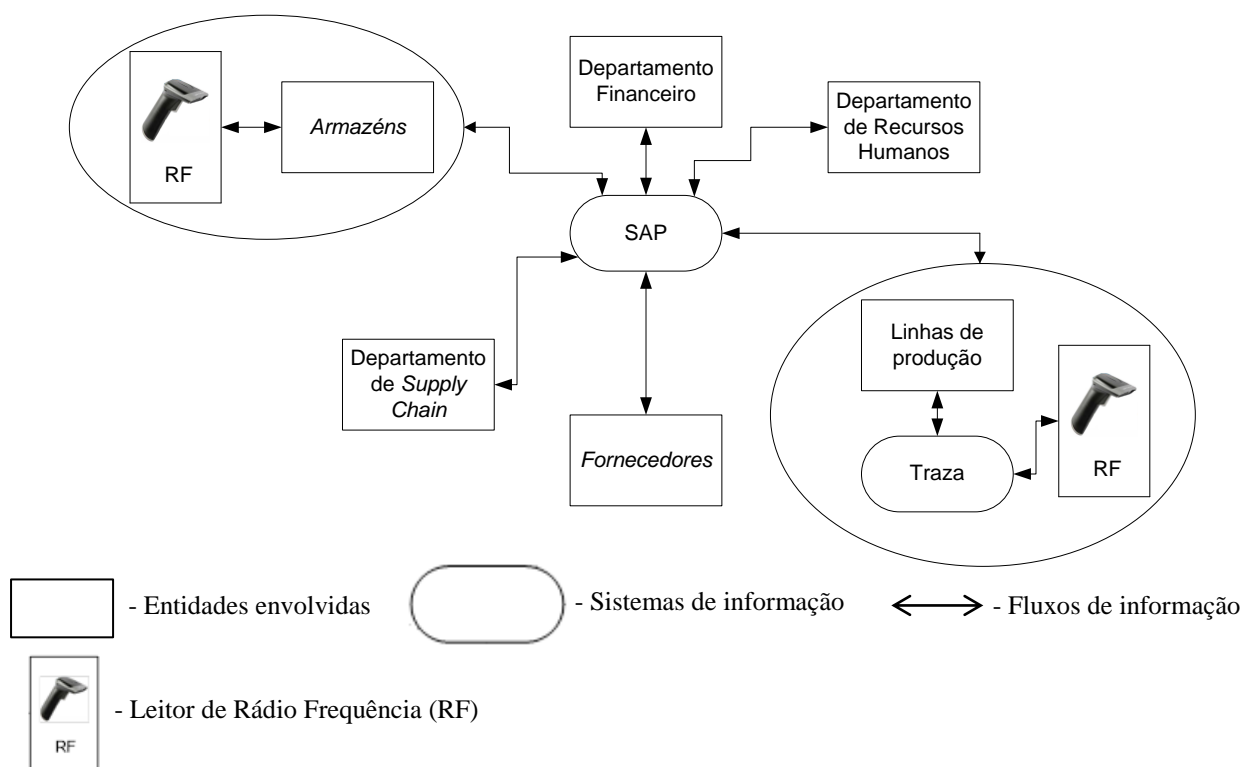 RF
Armazéns
Departamento
Financeiro
Departamento
de Recursos
Humanos
SAP
Departamento
de Supply
Chain
Fornecedores
Linhas de
produção
Traza
RF
- Entidades envolvidas
- Sistemas de informação
- Fluxos de informação
RF
- Leitor de Rádio Frequência (RF)